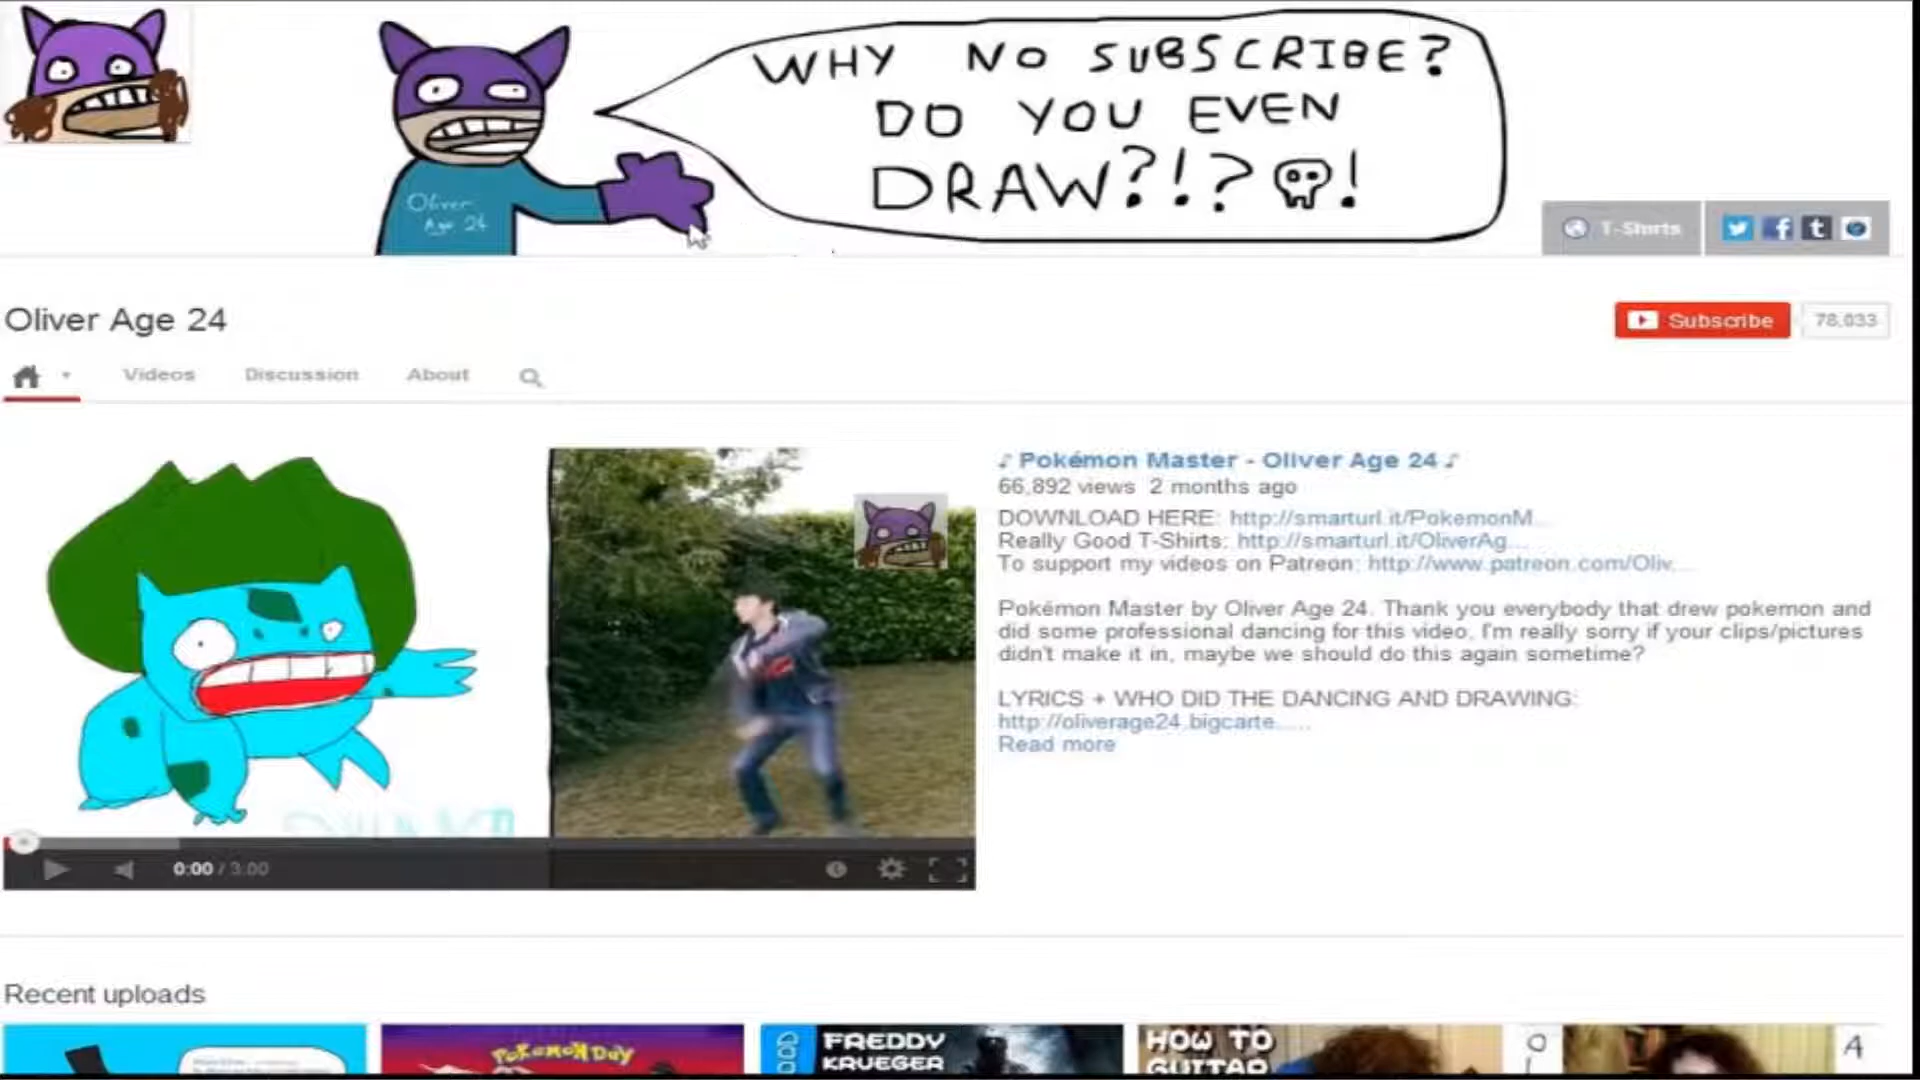 WHY NO SUBSCRIBE?
DO YOU EVEN
DRAW?!?!
Oliver
Age 24
T-Shirts
Oliver Age 24
Subscribe
78,033
Videos
Discussion
About
♪ Pokémon Master - Oliver Age 24 ♪
66,892 views 2 months ago
DOWNLOAD HERE: http://smarturl.it/PokemonM...
Really Good T-Shirts: http://smarturl.it/OliverAg...
To support my videos on Patreon: http://www.patreon.com/Oliv...
Pokémon Master by Oliver Age 24. Thank you everybody that drew pokemon and
did some professional dancing for this video, I'm really sorry if your clips/pictures
didn't make it in, maybe we should do this again sometime?
LYRICS + WHO DID THE DANCING AND DRAWING:
http://oliverage24.bigcarte.....
Read more
0:00 / 3:00
Recent uploads
POKEMON DAY
FREDDY
KRUEGER
HOW TO
GUITAR
O
4